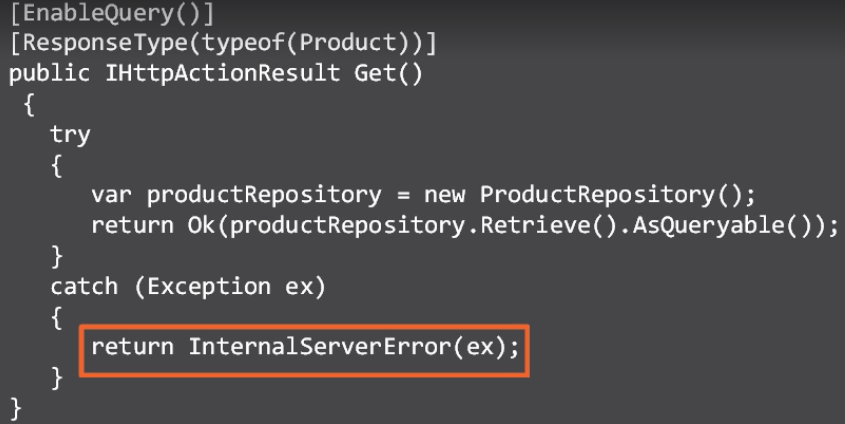 [EnableQuery()]
[ResponseType(typeof(Product))]
public IHttpActionResult Get()
{
try
{
var productRepository = new ProductRepository();
return Ok(productRepository.Retrieve().AsQueryable());
}
catch (Exception ex)
{
return InternalServerError(ex);
}
}